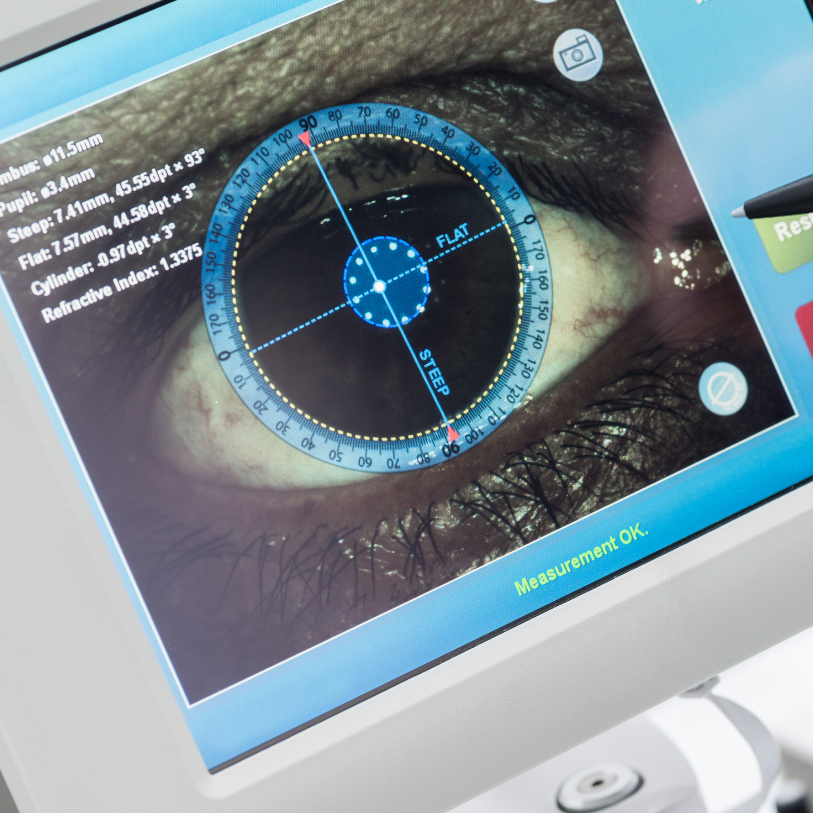 mbus: ø11.5mm
Pupil: ø3.4mm
Steep: 7.41mm, 45.55dpt × 93°
Flat: 7.57mm, 44.58dpt × 3°
Cylinder: -0.97dpt × 3°
Refractive Index: 1.3375
90 80 70 60 50 40 30 20 10 0
170 160 150 140 130 120 110 100 90
80 70 60 50 40 30 20 10 0
170 160 150 140 130 120 110 100
FLAT
STEEP
Res
Measurement OK.